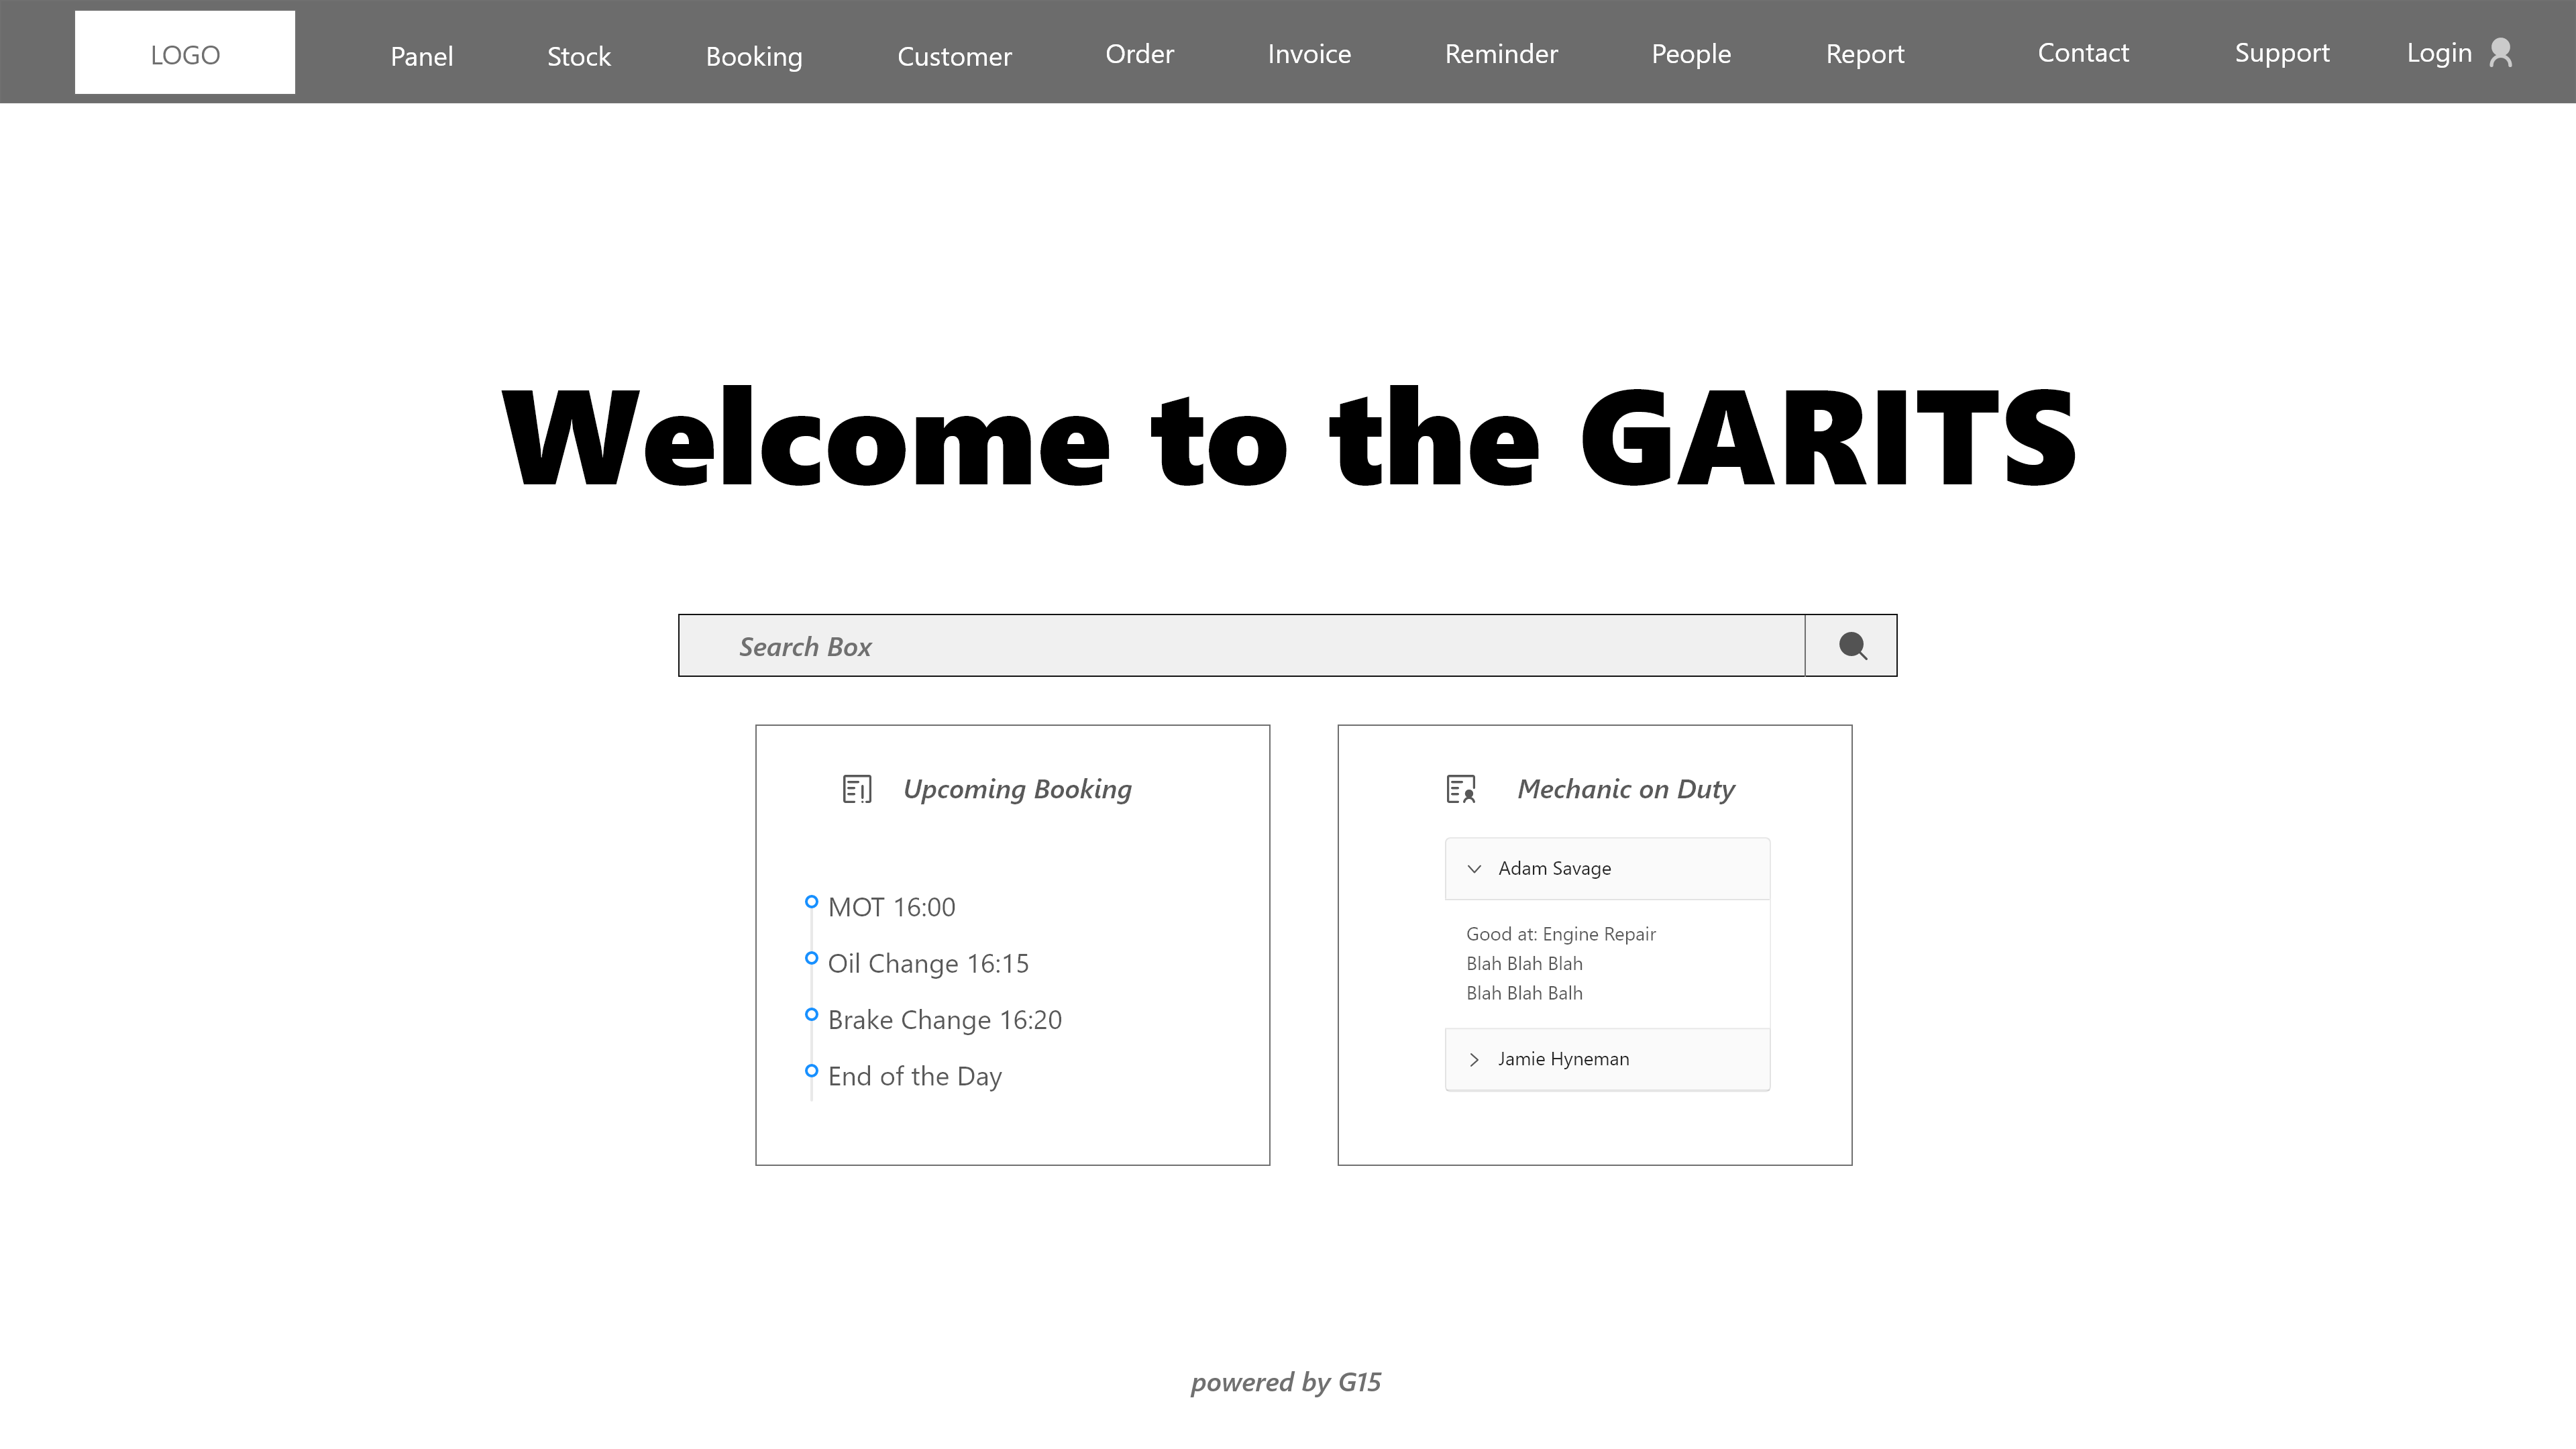 LOGO
Panel Stock Booking Customer Order Invoice Reminder People Report Contact Support Login
Welcome to the GARITS
Search Box
Upcoming Booking
MOT 16:00
Oil Change 16:15
Brake Change 16:20
End of the Day
Mechanic on Duty
Adam Savage
Good at: Engine Repair
Blah Blah Blah
Blah Blah Balh
Jamie Hyneman
powered by G15